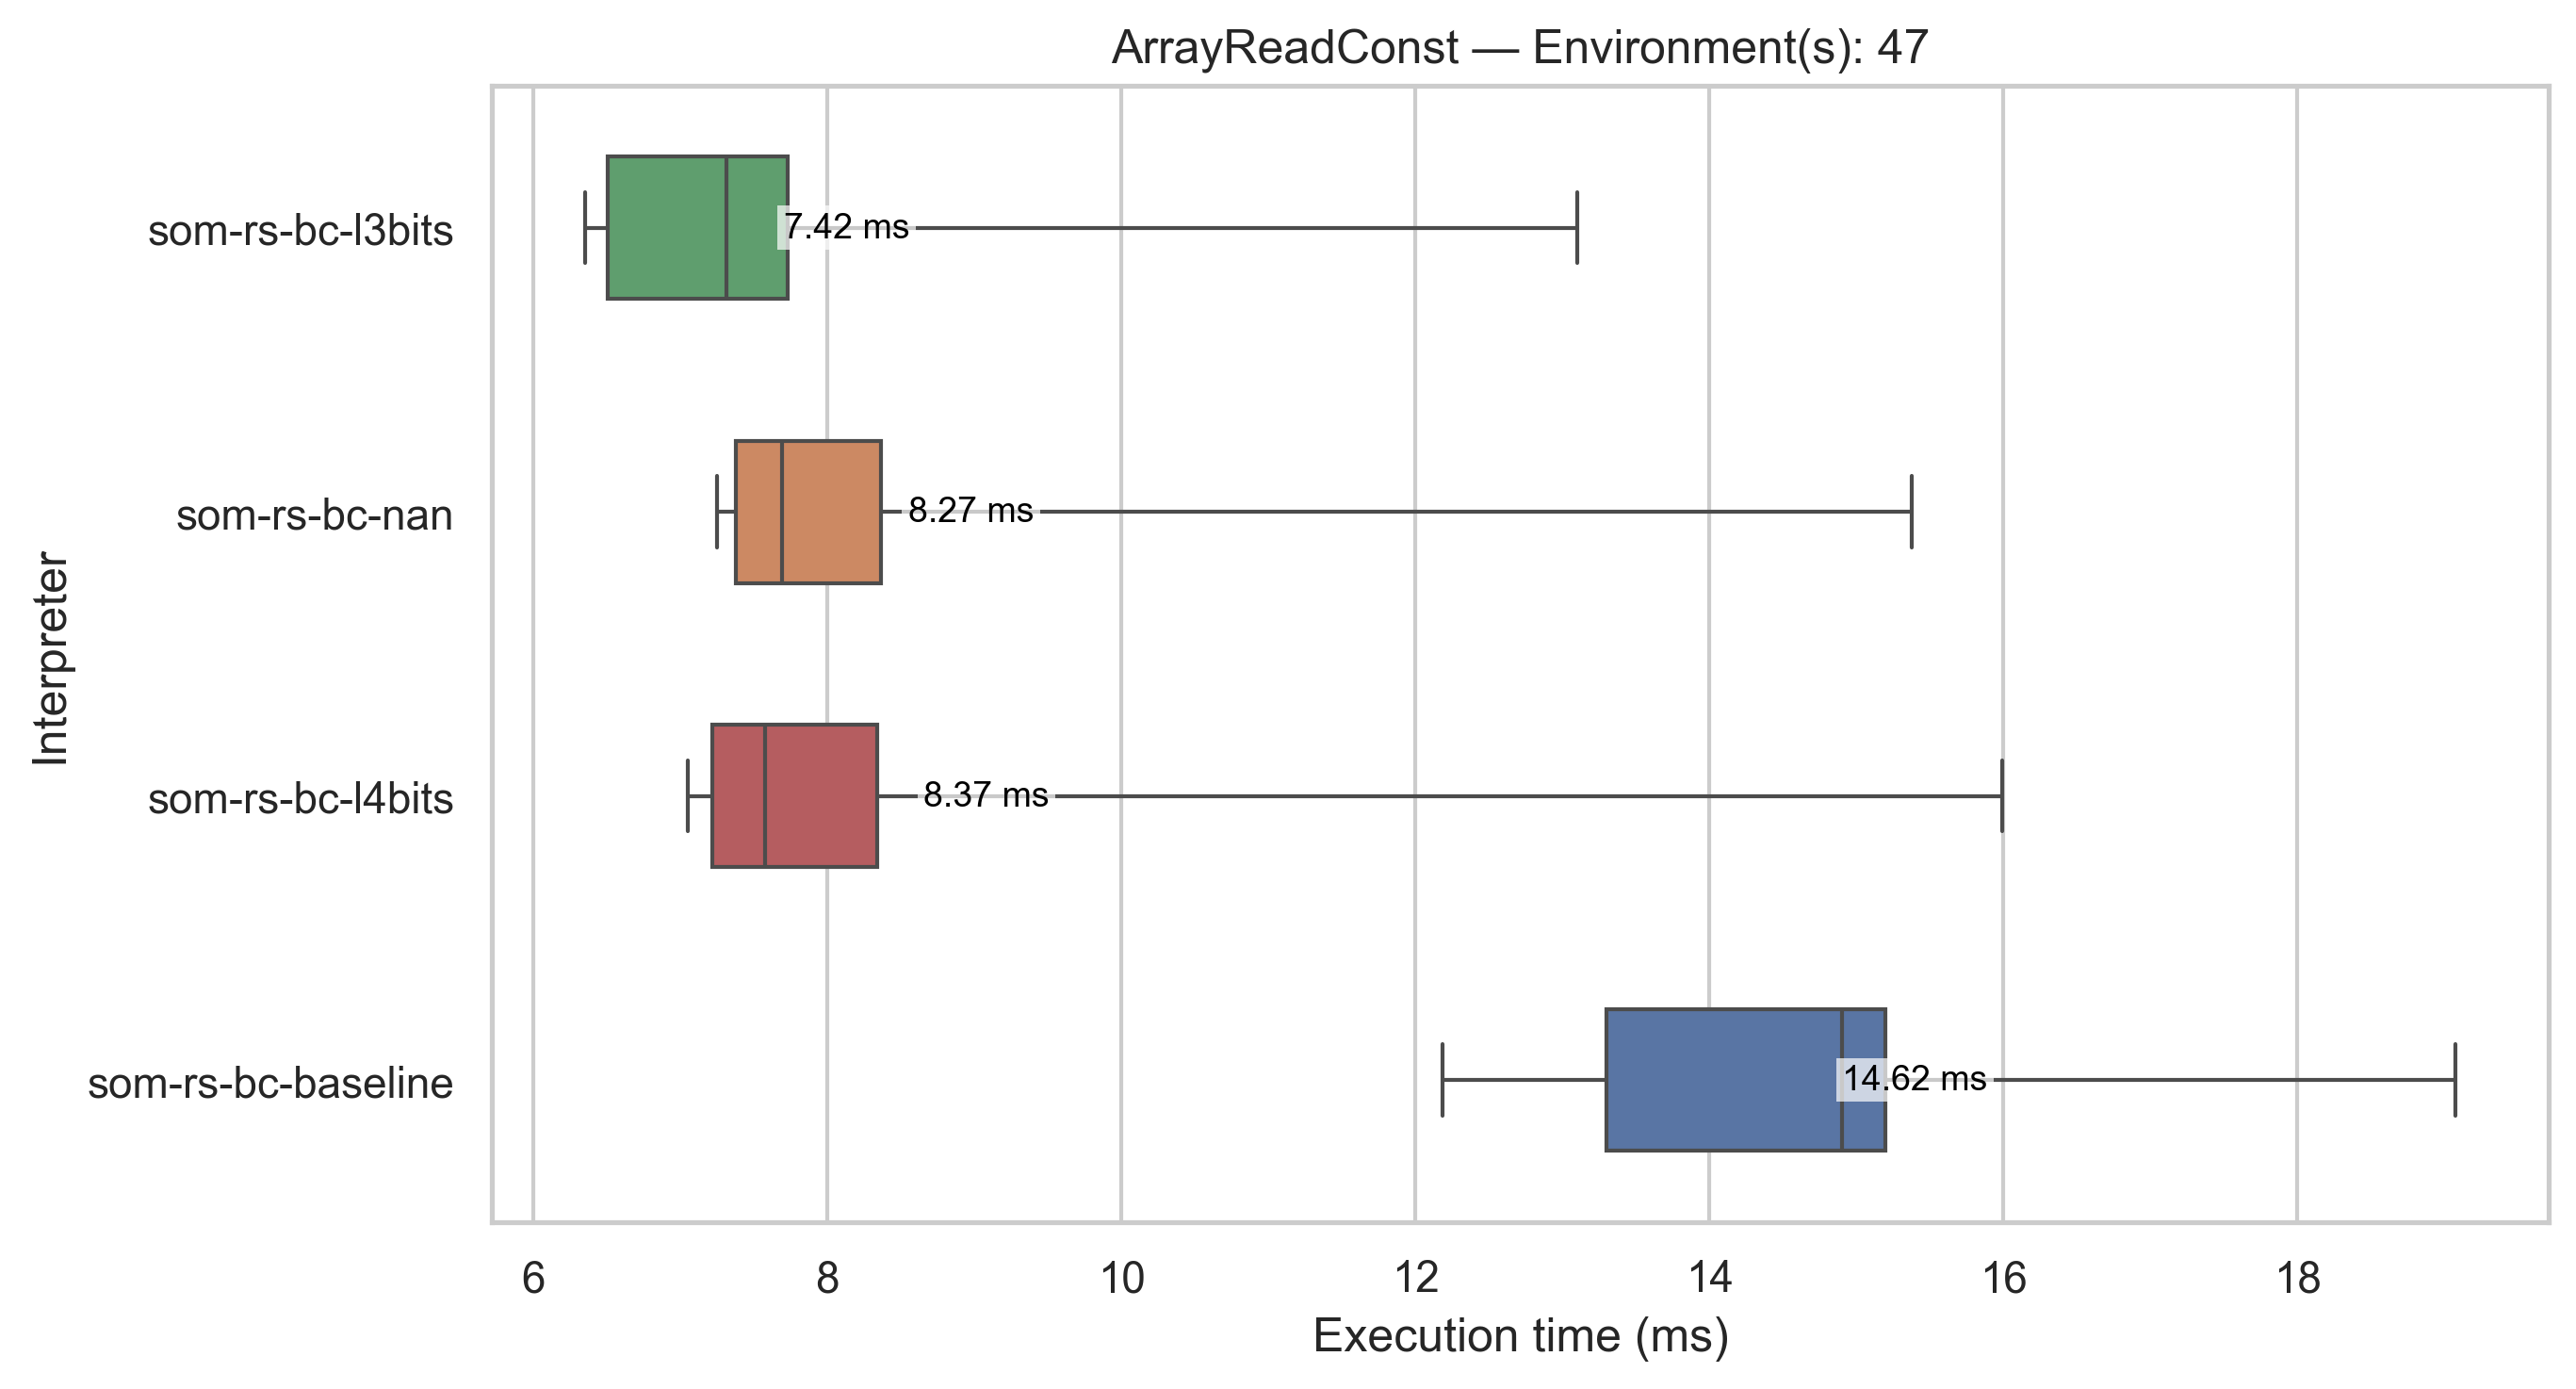 ArrayReadConst — Environment(s): 47
som-rs-bc-l3bits
7.42 ms
som-rs-bc-nan
8.27 ms
Interpreter
som-rs-bc-l4bits
8.37 ms
som-rs-bc-baseline
14.62 ms
6 8 10 12 14 16 18
Execution time (ms)